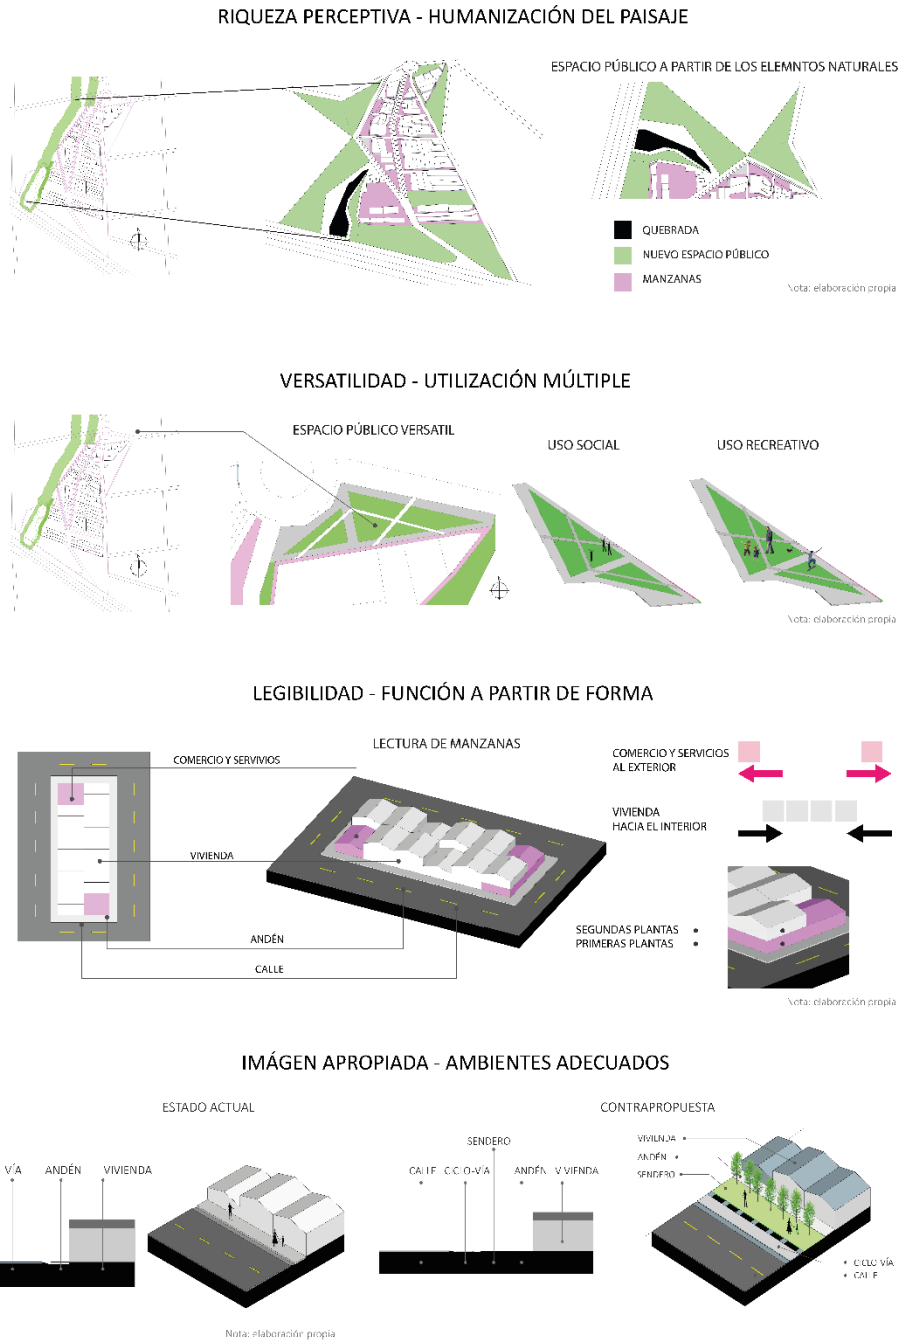 RIQUEZA PERCEPTIVA - HUMANIZACIÓN DEL PAISAJE
ESPACIO PÚBLICO A PARTIR DE LOS ELEMNTOS NATURALES
QUEBRADA
NUEVO ESPACIO PÚBLICO
MANZANAS
Nota: elaboración propia
VERSATILIDAD - UTILIZACIÓN MÚLTIPLE
ESPACIO PÚBLICO VERSATIL
USO SOCIAL
USO RECREATIVO
Nota: elaboración propia
LEGIBILIDAD - FUNCIÓN A PARTIR DE FORMA
LECTURA DE MANZANAS
COMERCIO Y SERVIVIOS
VIVIENDA
ANDÉN
CALLE
COMERCIO Y SERVICIOS
AL EXTERIOR
VIVIENDA
HACIA EL INTERIOR
SEGUNDAS PLANTAS
PRIMERAS PLANTAS
Nota: elaboración propia
IMÁGEN APROPIADA - AMBIENTES ADECUADOS
ESTADO ACTUAL
VÍA ANDÉN VIVIENDA
Nota: elaboración propia
CONTRAPROPUESTA
SENDERO
CALLE CICLO-VÍA ANDÉN VIVIENDA
VIVIENDA
ANDÉN
SENDERO
CICLO-VÍA
CALLE